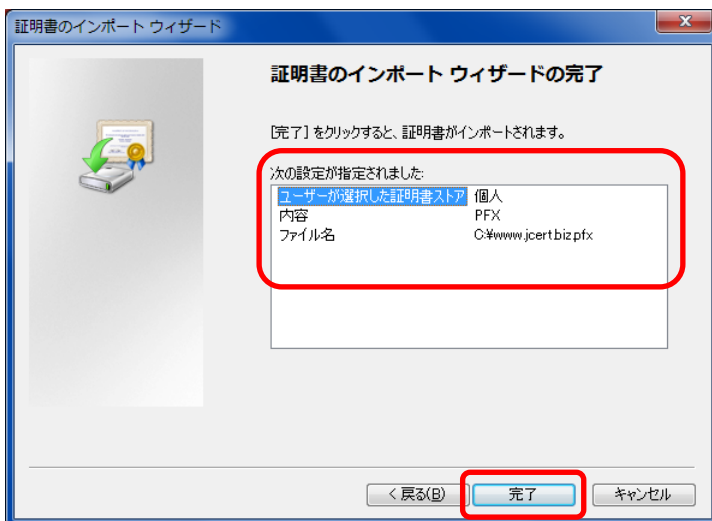 証明書のインポート ウィザード
証明書のインポート ウィザードの完了
[完了] をクリックすると、証明書がインポートされます。
次の設定が指定されました:
ユーザーが選択した証明書ストア 個人
内容 PFX
ファイル名 C:¥www.jcert.biz.pfx
< 戻る(B) 完了 キャンセル